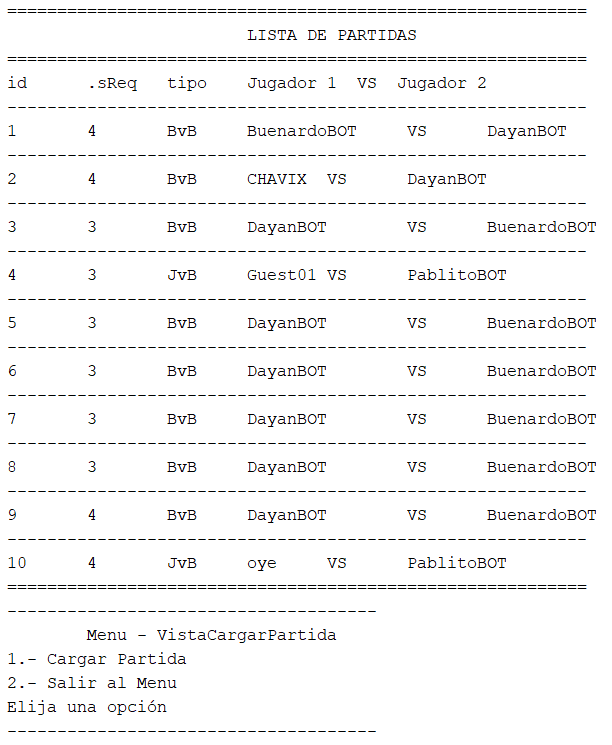 ==========================================================
                        LISTA DE PARTIDAS
==========================================================
id      .sReq   tipo    Jugador 1  VS  Jugador 2
----------------------------------------------------------
1       4       BvB     BuenardoBOT     VS      DayanBOT
----------------------------------------------------------
2       4       BvB     CHAVIX  VS      DayanBOT
----------------------------------------------------------
3       3       BvB     DayanBOT        VS      BuenardoBOT
----------------------------------------------------------
4       3       JvB     Guest01 VS      PablitoBOT
----------------------------------------------------------
5       3       BvB     DayanBOT        VS      BuenardoBOT
----------------------------------------------------------
6       3       BvB     DayanBOT        VS      BuenardoBOT
----------------------------------------------------------
7       3       BvB     DayanBOT        VS      BuenardoBOT
----------------------------------------------------------
8       3       BvB     DayanBOT        VS      BuenardoBOT
----------------------------------------------------------
9       4       BvB     DayanBOT        VS      BuenardoBOT
----------------------------------------------------------
10      4       JvB     oye     VS      PablitoBOT
==========================================================
-------------------------------------
        Menu - VistaCargarPartida
1.- Cargar Partida
2.- Salir al Menu
Elija una opción
-------------------------------------